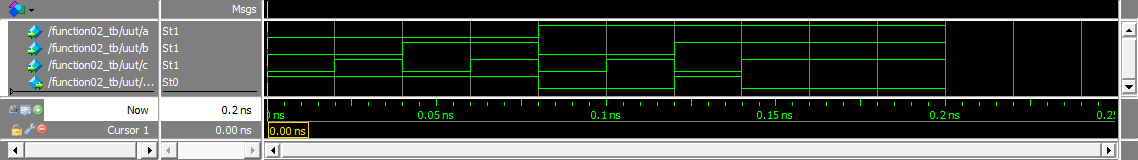 Msgs
/function02_tb/uut/a St1
/function02_tb/uut/b St1
/function02_tb/uut/c St1
/function02_tb/uut/... St0
Now 0.2 ns
ns 0.05 ns 0.1 ns 0.15 ns 0.2 ns 0.25
Cursor 1 0.00 ns 0.00 ns